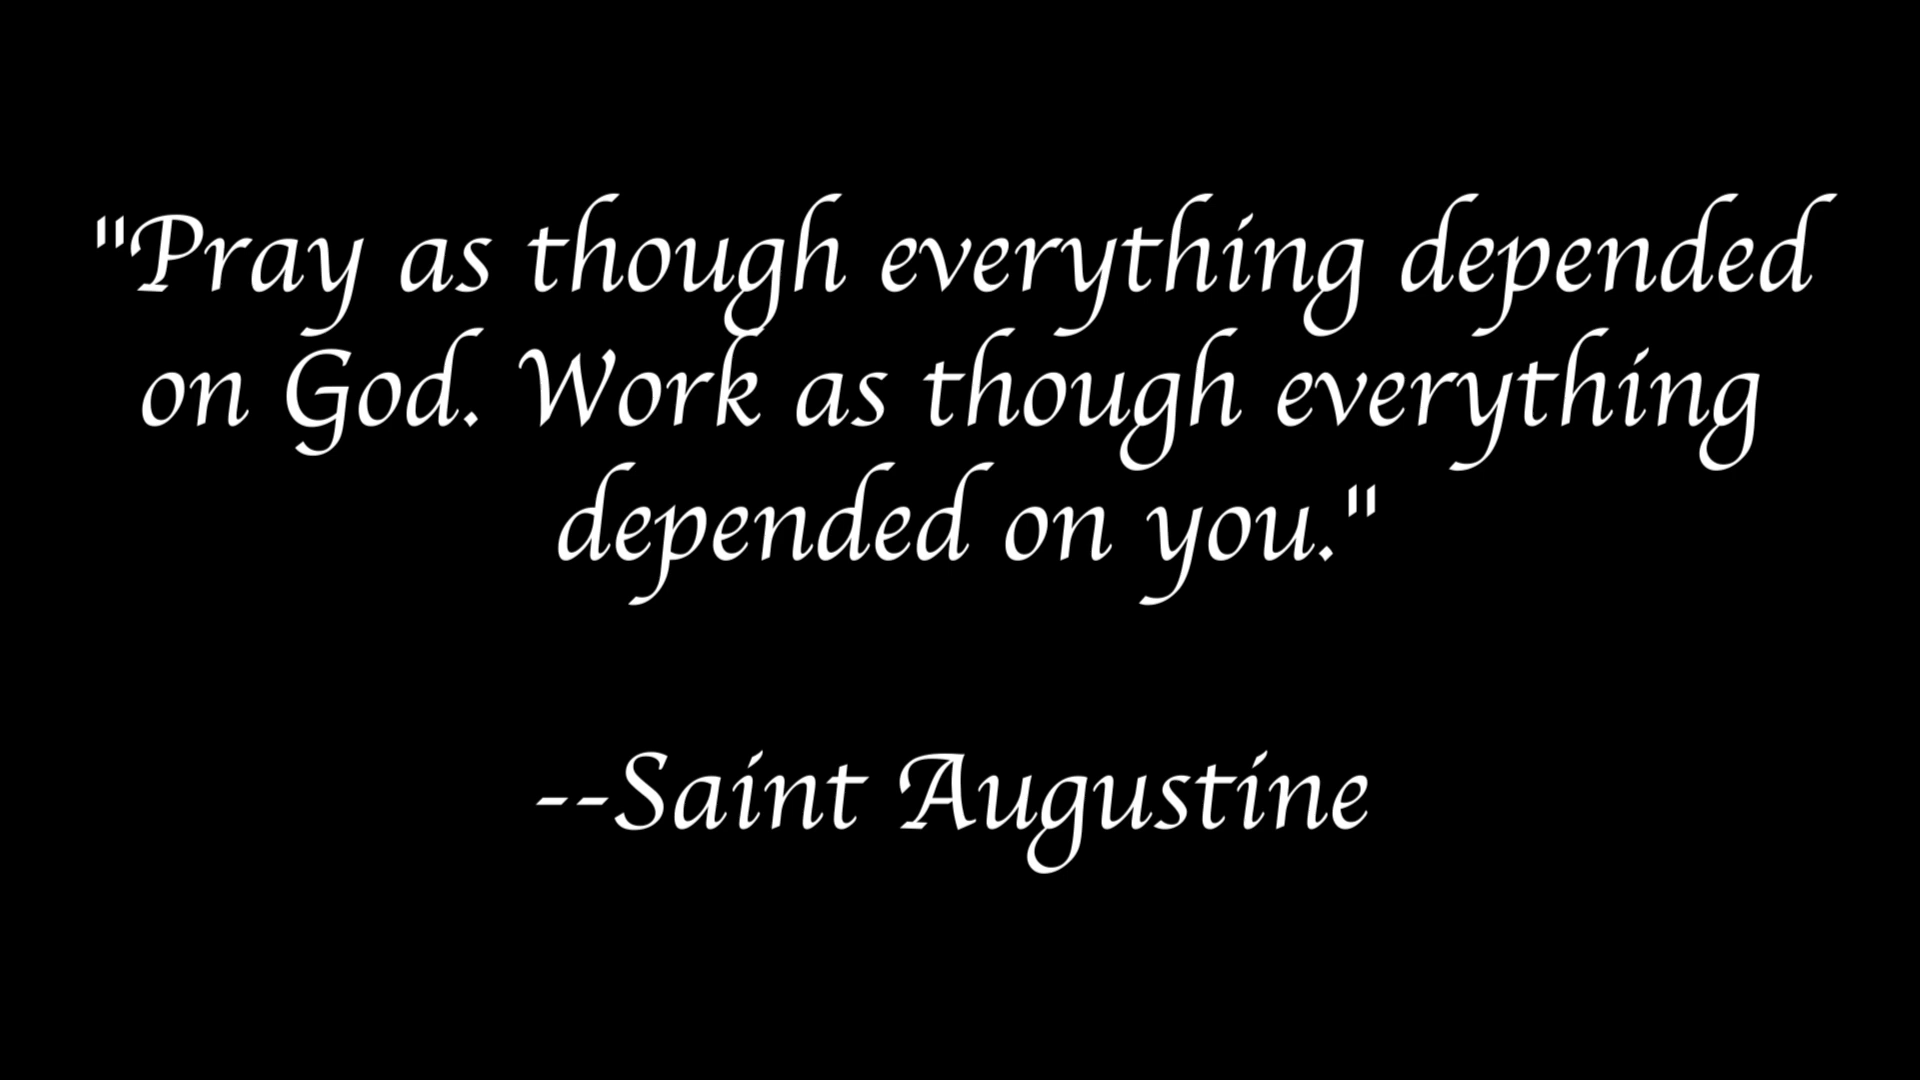 "Pray as though everything depended
on God. Work as though everything
depended on you."
--Saint Augustine